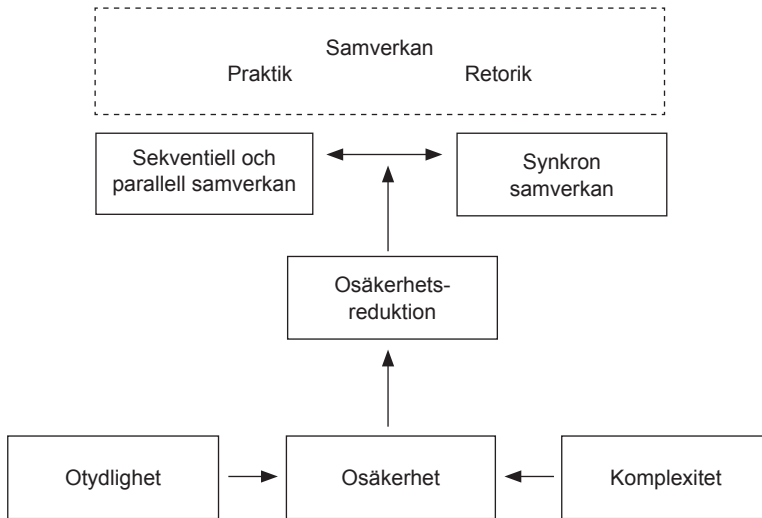 Samverkan
Praktik Retorik
Sekventiell och
parallell samverkan
Synkron
samverkan
Osäkerhets-
reduktion
Otydlighet
Osäkerhet
Komplexitet